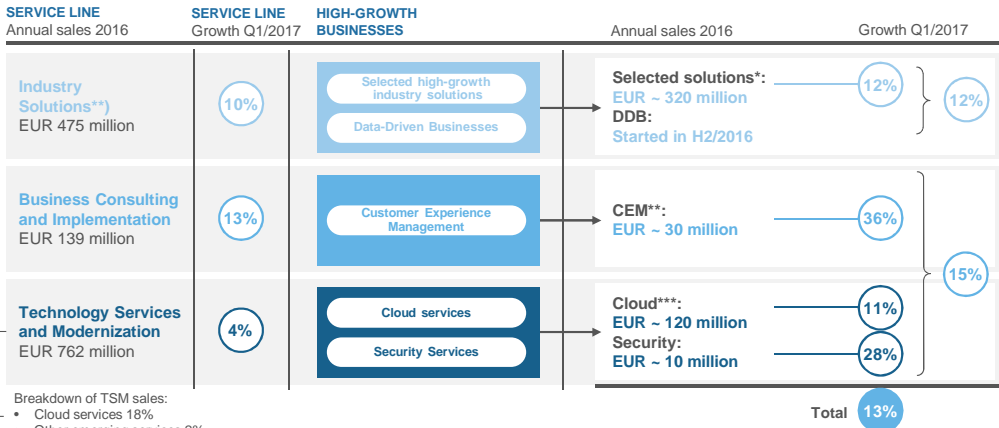 SERVICE LINE
Annual sales 2016
SERVICE LINE
Growth Q1/2017
HIGH-GROWTH
BUSINESSES
Annual sales 2016
Growth Q1/2017
Industry
Solutions**)
EUR 475 million
10%
Selected high-growth
industry solutions
Data-Driven Businesses
Selected solutions*:
EUR ~ 320 million
DDB:
Started in H2/2016
12%
12%
Business Consulting
and Implementation
EUR 139 million
13%
Customer Experience
Management
CEM**:
EUR ~ 30 million
36%
15%
Technology Services
and Modernization
EUR 762 million
4%
Cloud services
Security Services
Cloud***:
EUR ~ 120 million
Security:
EUR ~ 10 million
11%
28%
Breakdown of TSM sales:
• Cloud services 18%
Total 13%